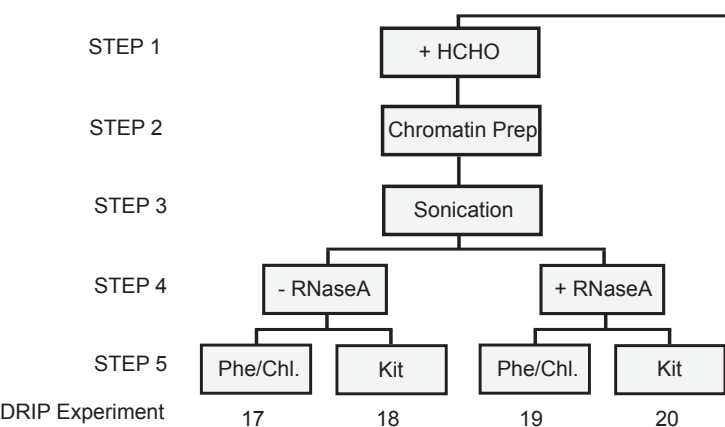 STEP 1
+ HCHO
STEP 2
Chromatin Prep
STEP 3
Sonication
STEP 4
- RNaseA
+ RNaseA
STEP 5
Phe/Chl.
Kit
Phe/Chl.
Kit
DRIP Experiment
17
18
19
20